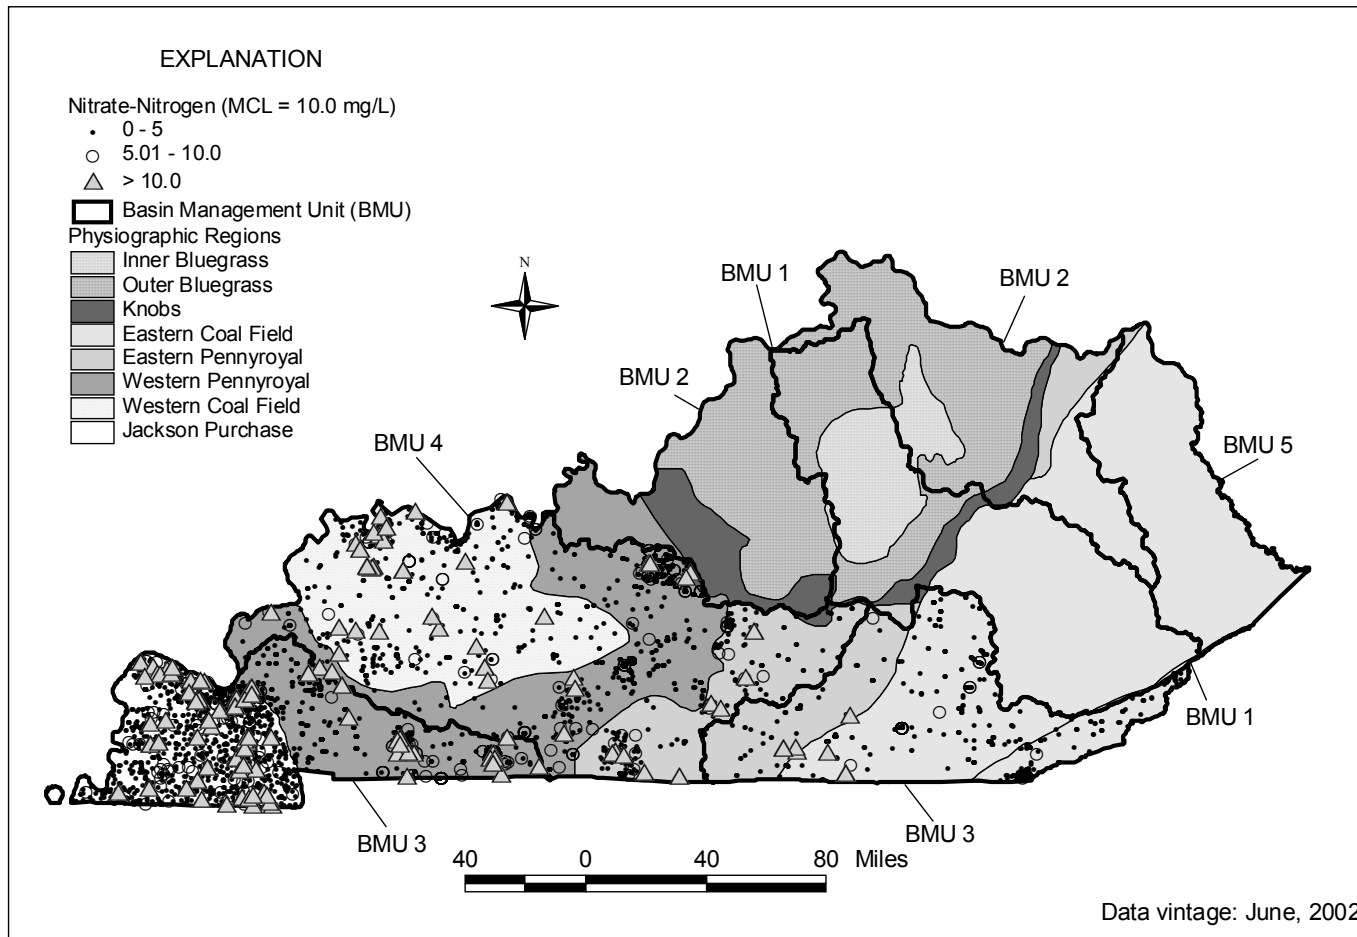 EXPLANATION
Nitrate-Nitrogen (MCL = 10.0 mg/L)
0 - 5
5.01 - 10.0
> 10.0
Basin Management Unit (BMU)
Physiographic Regions
Inner Bluegrass
Outer Bluegrass
Knobs
Eastern Coal Field
Eastern Pennyroyal
Western Pennyroyal
Western Coal Field
Jackson Purchase
N
BMU 1
BMU 2
BMU 2
BMU 4
BMU 5
BMU 1
BMU 3
BMU 3
40 0 40 80 Miles
Data vintage: June, 2002